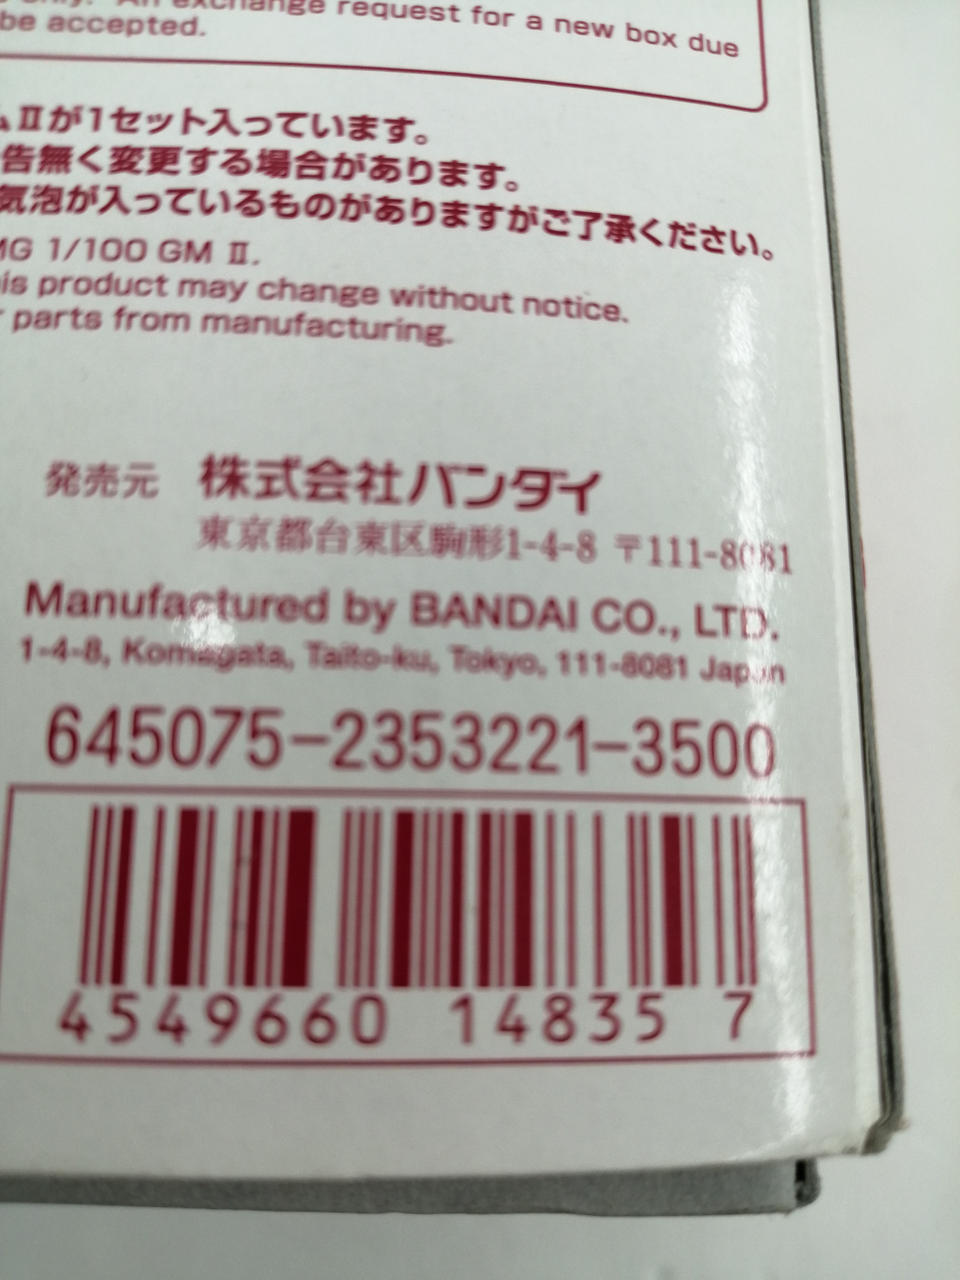 only. An exchange request for a new box due
be accepted.
Ⅱが1セット入っています。
告無く変更する場合があります。
気泡が入っているものがありますがご了承ください。
MG 1/100 GM Ⅱ.
is product may change without notice.
parts from manufacturing.
発売元 株式会社バンダイ
東京都台東区駒形1-4-8 〒111-8081
Manufactured by BANDAI CO., LTD.
1-4-8, Komagata, Taito-ku, Tokyo, 111-8081 Japan
645075-2353221-3500
4549660 14835 7